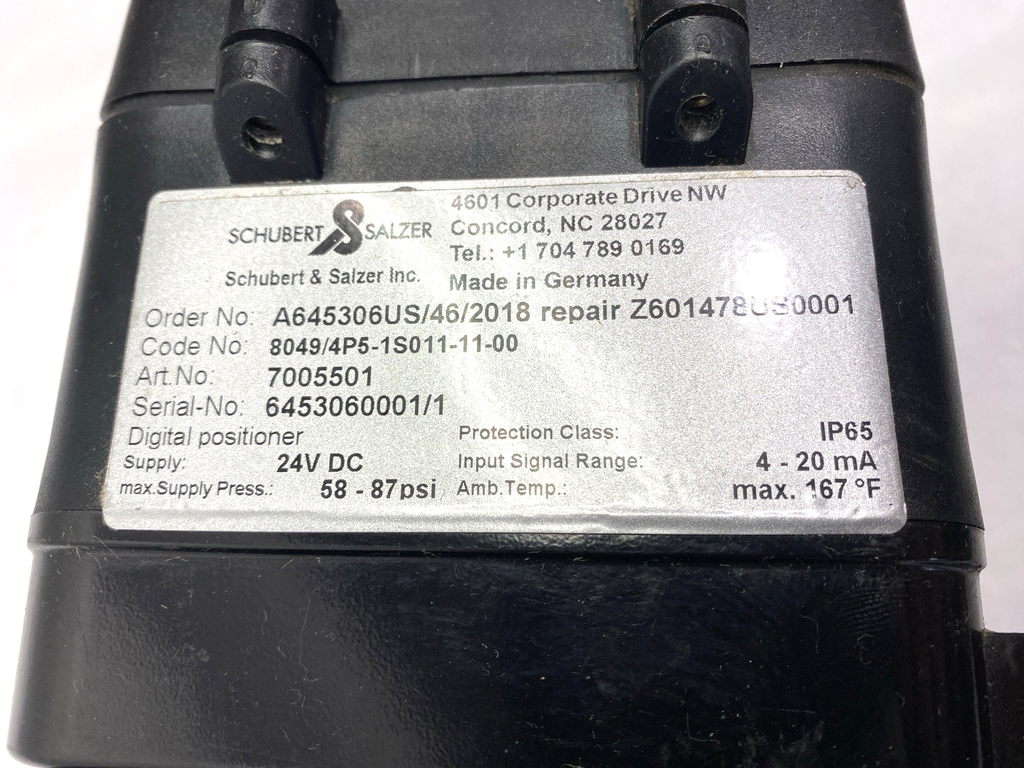 SCHUBERT SALZER
Schubert & Salzer Inc.
4601 Corporate Drive NW
Concord, NC 28027
Tel.: +1 704 789 0169
Made in Germany
Order No: A645306US/46/2018 repair Z601478US0001
Code No: 8049/4P5-1S011-11-00
Art.No: 7005501
Serial-No: 6453060001/1
Digital positioner
Supply: 24V DC
max.Supply Press.: 58 - 87psi
Protection Class: IP65
Input Signal Range: 4 - 20 mA
Amb.Temp.: max. 167 °F